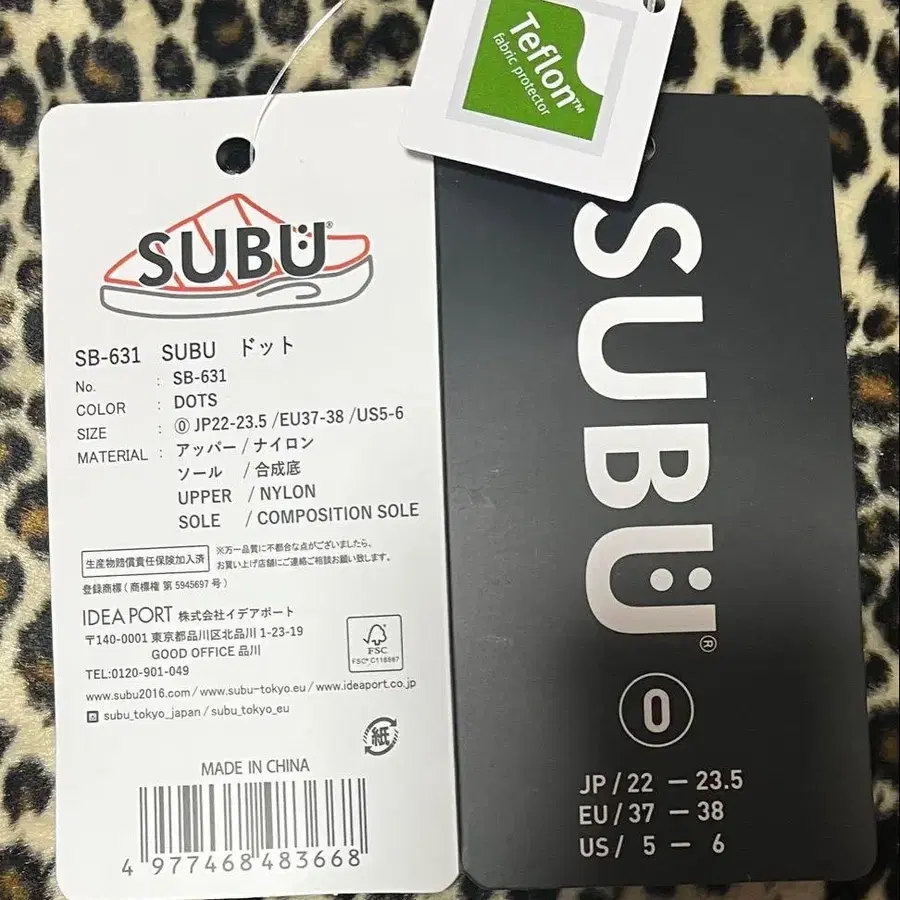 Teflon™
fabric protector
SUBU®
SB-631 SUBU ドット
No. : SB-631
COLOR : DOTS
SIZE : ⓪ JP22-23.5 /EU37-38 /US5-6
MATERIAL : アッパー / ナイロン
ソール / 合成底
UPPER / NYLON
SOLE / COMPOSITION SOLE
生産物賠償責任保険加入済
※万一品質に不都合な点がございましたら、
お買い上げ店舗にご連絡ご相談お願い致します。
登録商標 ( 商標権 第 5945697 号 )
IDEA PORT 株式会社イデアポート
〒140-0001 東京都品川区北品川 1-23-19
GOOD OFFICE 品川
TEL:0120-901-049
FSC
FSC® C118867
www.subu2016.com / www.subu-tokyo.eu / www.ideaport.co.jp
subu_tokyo_japan / subu_tokyo_eu
紙
MADE IN CHINA
4 977468 483668
SUBU®
0
JP / 22 — 23.5
EU / 37 — 38
US / 5 — 6